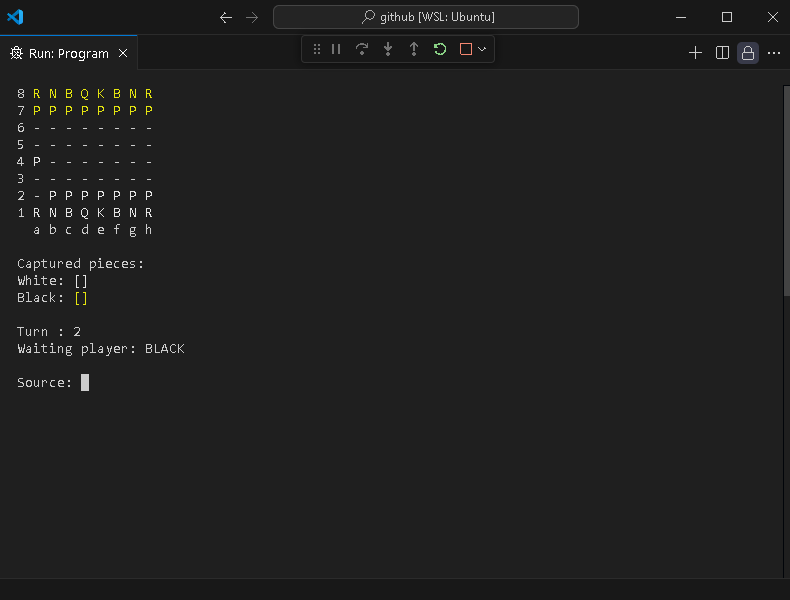 github [WSL: Ubuntu]
Run: Program
8 R N B Q K B N R
7 P P P P P P P P
6 - - - - - - - -
5 - - - - - - - -
4 P - - - - - - -
3 - - - - - - - -
2 - P P P P P P P
1 R N B Q K B N R
a b c d e f g h
Captured pieces:
White: []
Black: []
Turn : 2
Waiting player: BLACK
Source: